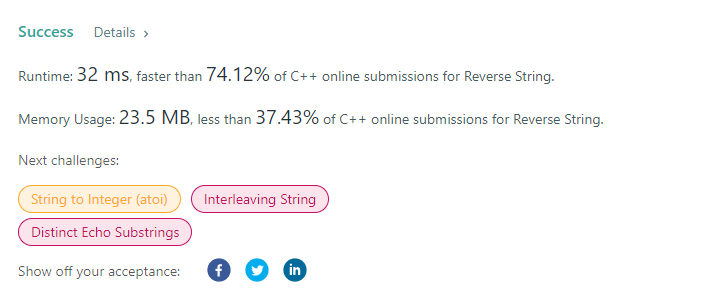 Success Details >
Runtime: 32 ms, faster than 74.12% of C++ online submissions for Reverse String.
Memory Usage: 23.5 MB, less than 37.43% of C++ online submissions for Reverse String.
Next challenges:
String to Integer (atoi) Interleaving String
Distinct Echo Substrings
Show off your acceptance: f in